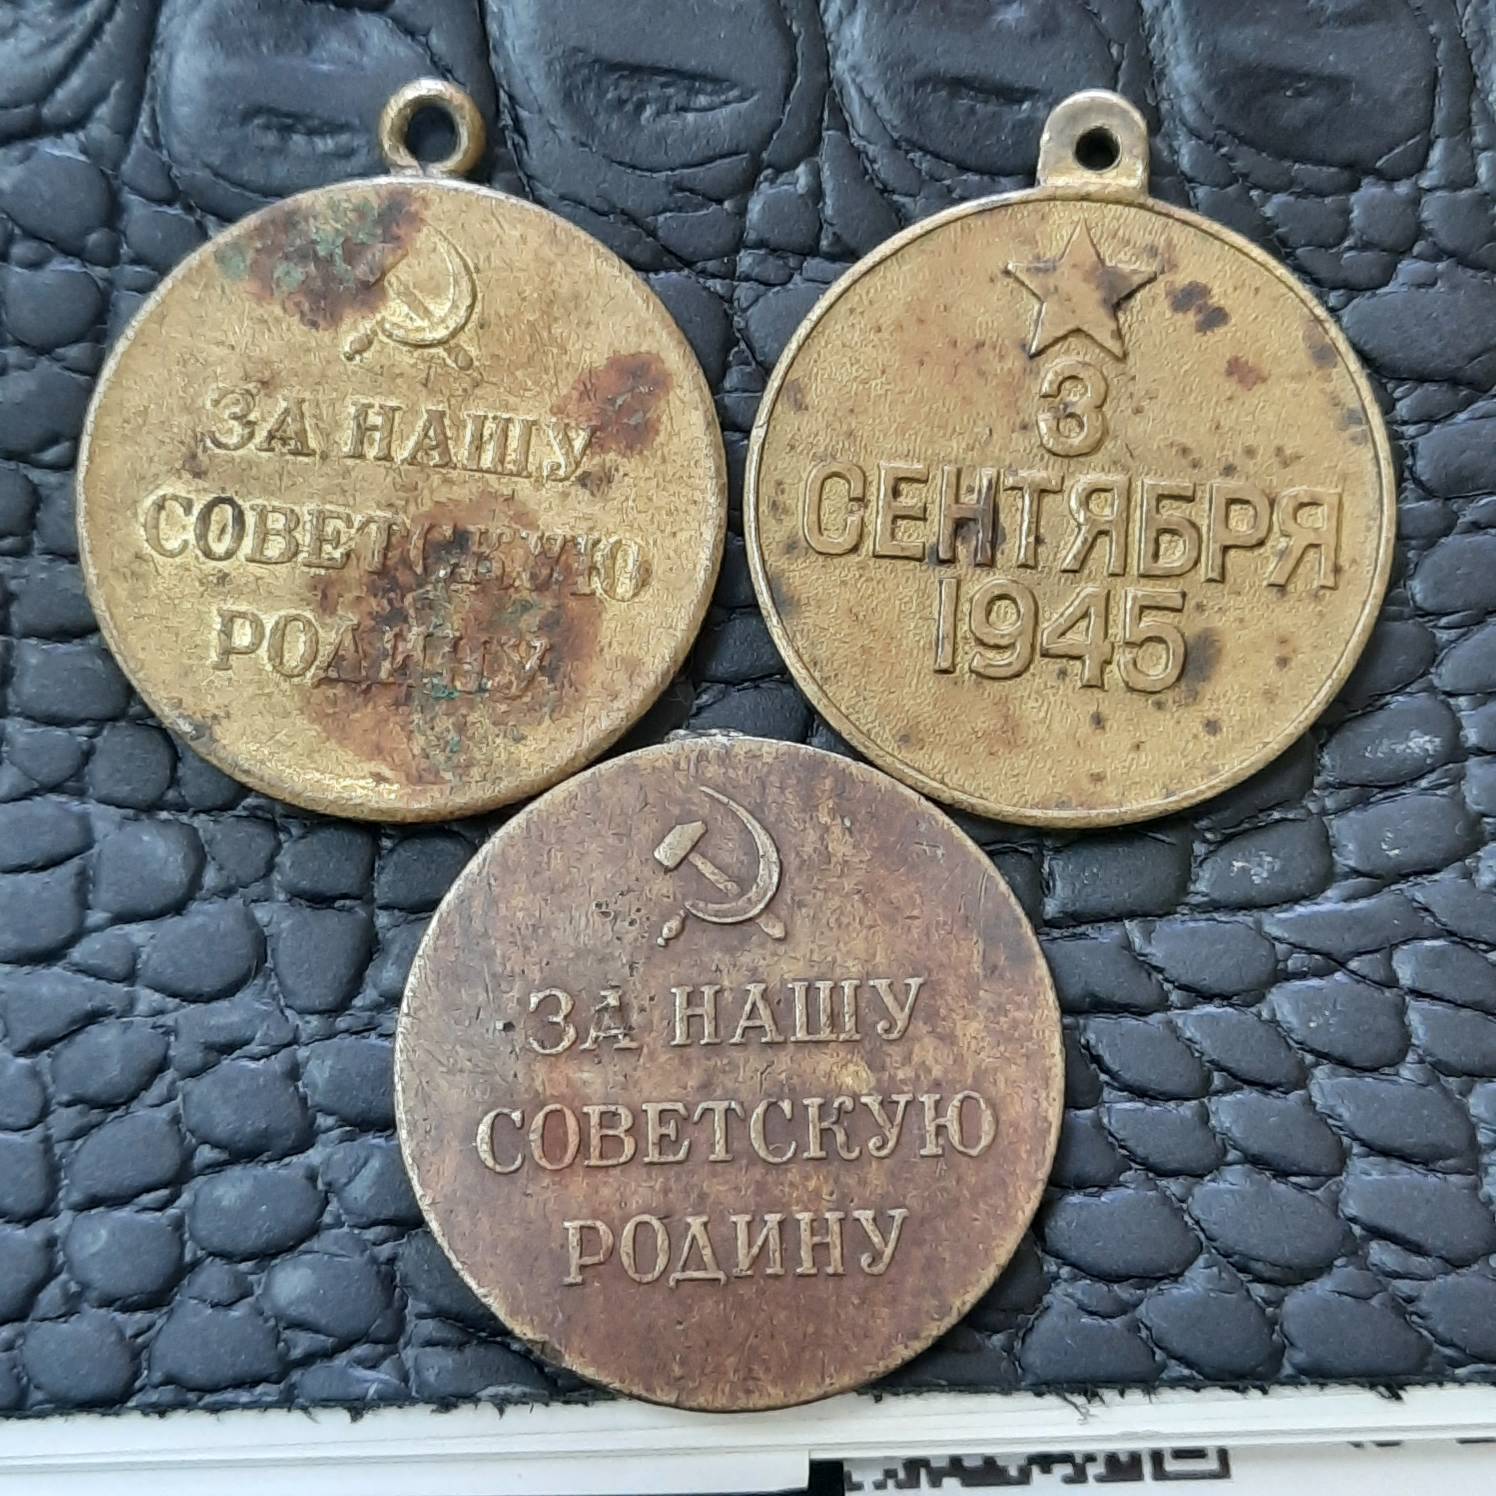 ЗА НАШУ
СОВЕТСКУЮ
РОДИНУ
3
СЕНТЯБРЯ
1945
ЗА НАШУ
СОВЕТСКУЮ
РОДИНУ